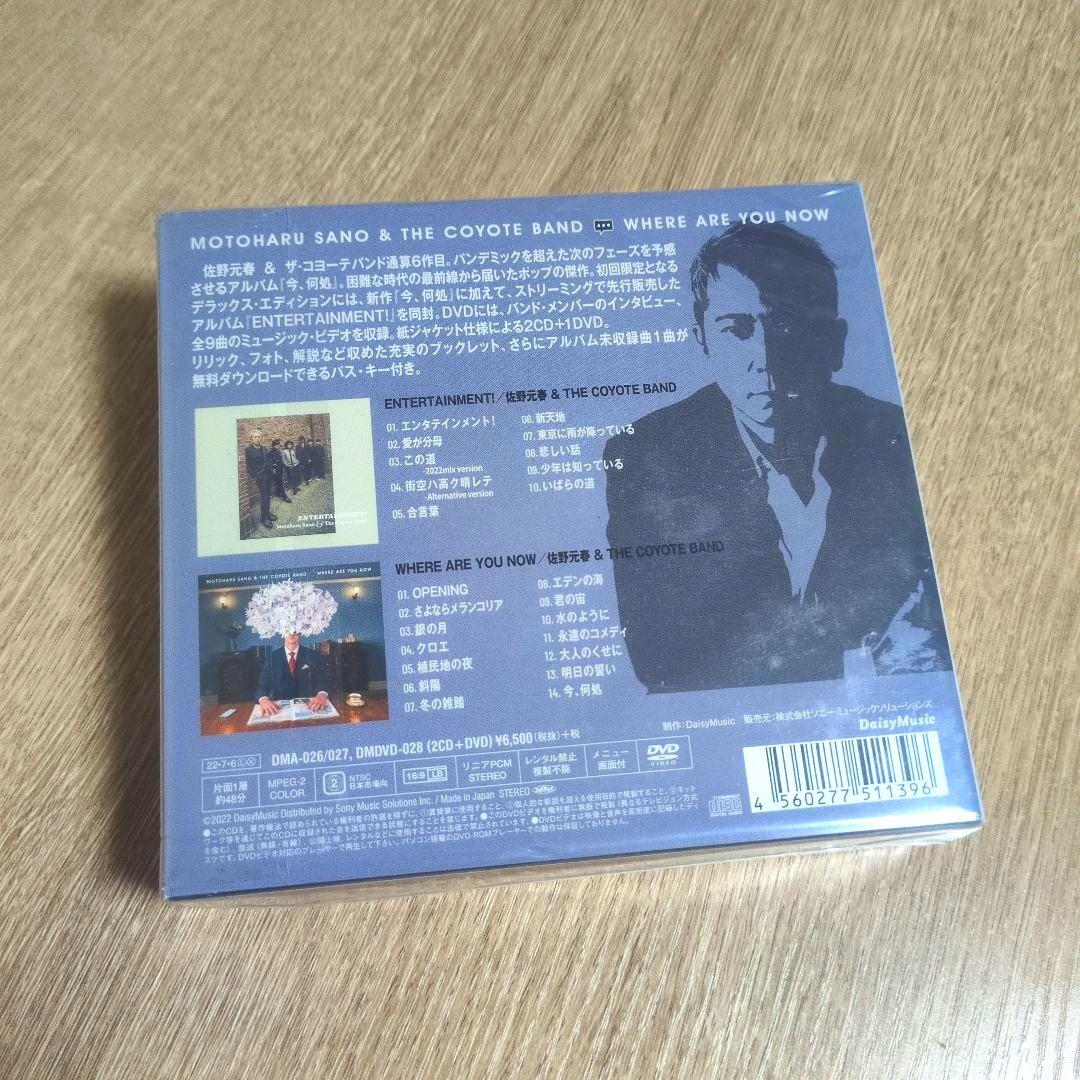 MOTOHARU SANO & THE COYOTE BAND WHERE ARE YOU NOW
佐野元春 & ザ・コヨーテバンド通算6作目。パンデミックを超えた次のフェーズを予感
させるアルバム『今、何処』。困難な時代の最前線から届いたポップの傑作。初回限定となる
デラックス・エディションには、新作『今、何処』に加えて、ストリーミングで先行販売した
アルバム『ENTERTAINMENT!』を同封。DVDには、バンド・メンバーのインタビュー、
全9曲のミュージック・ビデオを収録。紙ジャケット仕様による2CD+1DVD。
リリック、フォト、解説など収めた充実のブックレット、さらにアルバム未収録曲1曲が
無料ダウンロードできるパス・キー付き。
ENTERTAINMENT!／佐野元春 & THE COYOTE BAND
01. エンタテインメント!
02. 愛が分母
03. この道
-2022mix version
04. 街空ハ高ク晴レテ
-Alternative version
05. 合言葉
06. 新天地
07. 東京に雨が降っている
08. 悲しい話
09. 少年は知っている
10. いばらの道
ENTERTAINMENT!
Motoharu Sano & The Coyote Band
WHERE ARE YOU NOW／佐野元春 & THE COYOTE BAND
MOTOHARU SANO & THE COYOTE BAND WHERE ARE YOU NOW
01. OPENING
02. さよならメランコリア
03. 銀の月
04. クロエ
05. 植民地の夜
06. 斜陽
07. 冬の雑踏
08. エデンの海
09. 君の宙
10. 水のように
11. 永遠のコメディ
12. 大人のくせに
13. 明日の誓い
14. 今、何処
制作:DaisyMusic 販売元:株式会社ソニー・ミュージックソリューションズ
DaisyMusic
22・7・6 Ⓛ Ⓧ DMA-026/027, DMDVD-028 (2CD+DVD) ¥6,500(税抜)+税
片面1層
約48分
MPEG-2
COLOR
2 NTSC
日本市場向
16:9 LB
リニアPCM
STEREO
レンタル禁止
複製不能
メニュー
画面付
DVD
VIDEO
©2022 DaisyMusic Distributed by Sony Music Solutions Inc. / Made in Japan STEREO
4 560277 511396